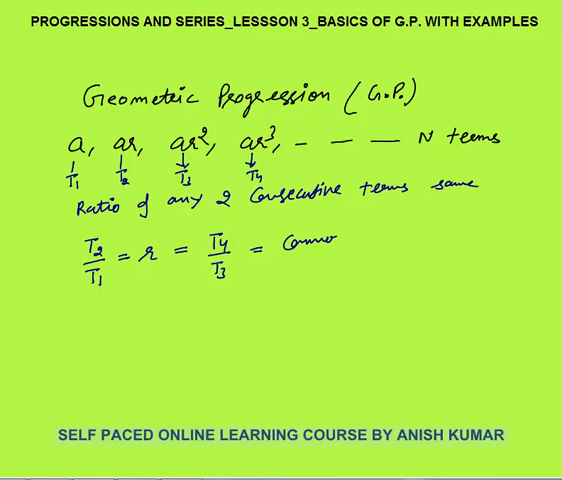 PROGRESSIONS AND SERIES_LESSSON 3_BASICS OF G.P. WITH EXAMPLES
Geometric Progression (G.P.)
a, ar, ar², ar³, - — — N terms
T₁ T₂ T₃ T₄
Ratio of any 2 Consecutive terms same
T₂/T₁ = r = T₄/T₃ = Common
SELF PACED ONLINE LEARNING COURSE BY ANISH KUMAR